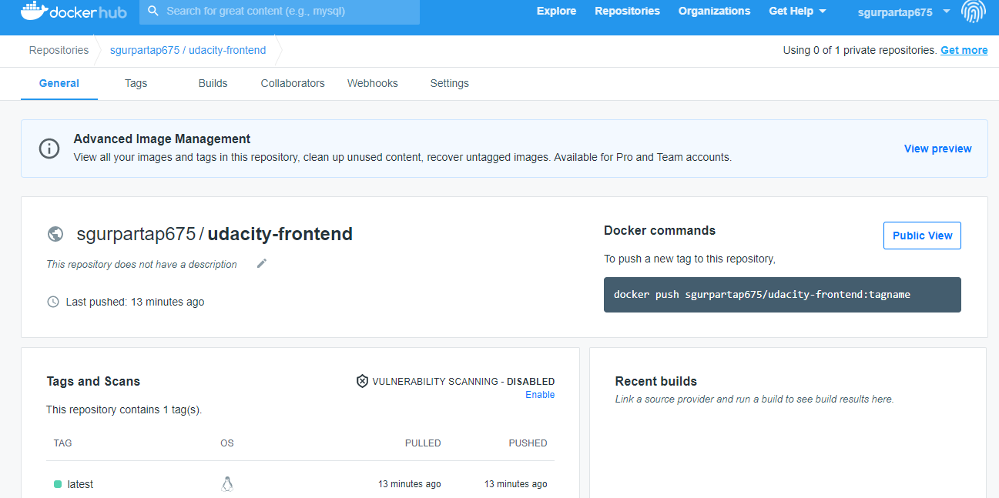 dockerhub
Search for great content (e.g., mysql)
Explore
Repositories
Organizations
Get Help
sgurpartap675
Repositories
sgurpartap675 / udacity-frontend
Using 0 of 1 private repositories. Get more
General
Tags
Builds
Collaborators
Webhooks
Settings
Advanced Image Management
View all your images and tags in this repository, clean up unused content, recover untagged images. Available for Pro and Team accounts.
View preview
sgurpartap675 / udacity-frontend
This repository does not have a description
Last pushed: 13 minutes ago
Docker commands
Public View
To push a new tag to this repository,
docker push sgurpartap675/udacity-frontend:tagname
Tags and Scans
VULNERABILITY SCANNING - DISABLED
Enable
This repository contains 1 tag(s).
TAG
OS
PULLED
PUSHED
latest
13 minutes ago
13 minutes ago
Recent builds
Link a source provider and run a build to see build results here.